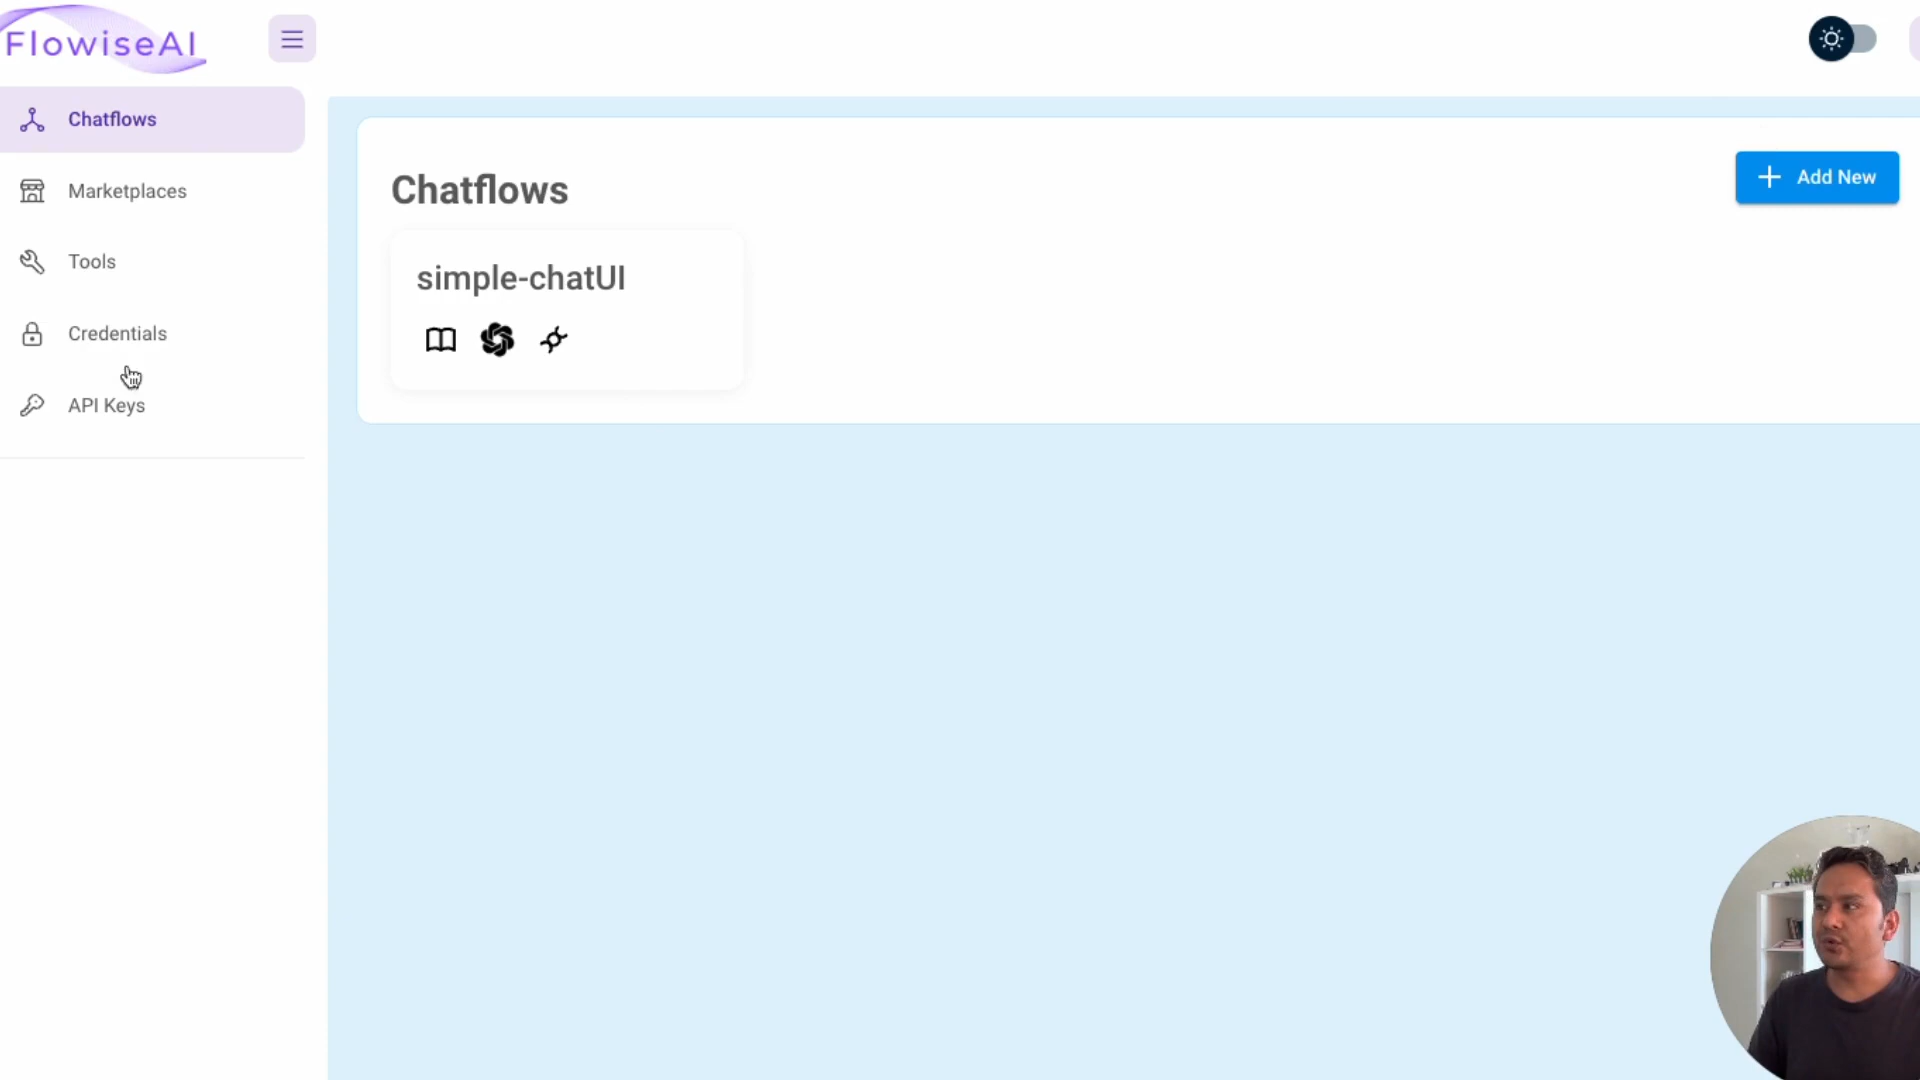 FlowiseAI
Chatflows
Marketplaces
Tools
Credentials
API Keys
Chatflows
Add New
simple-chatUI